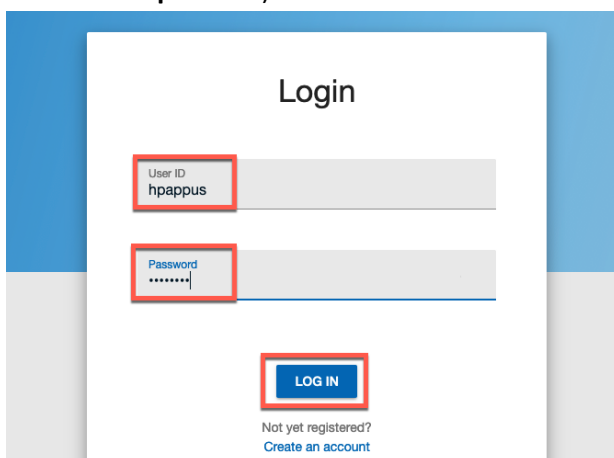 Login
User ID
hpappus
Password
••••••••
LOG IN
Not yet registered?
Create an account